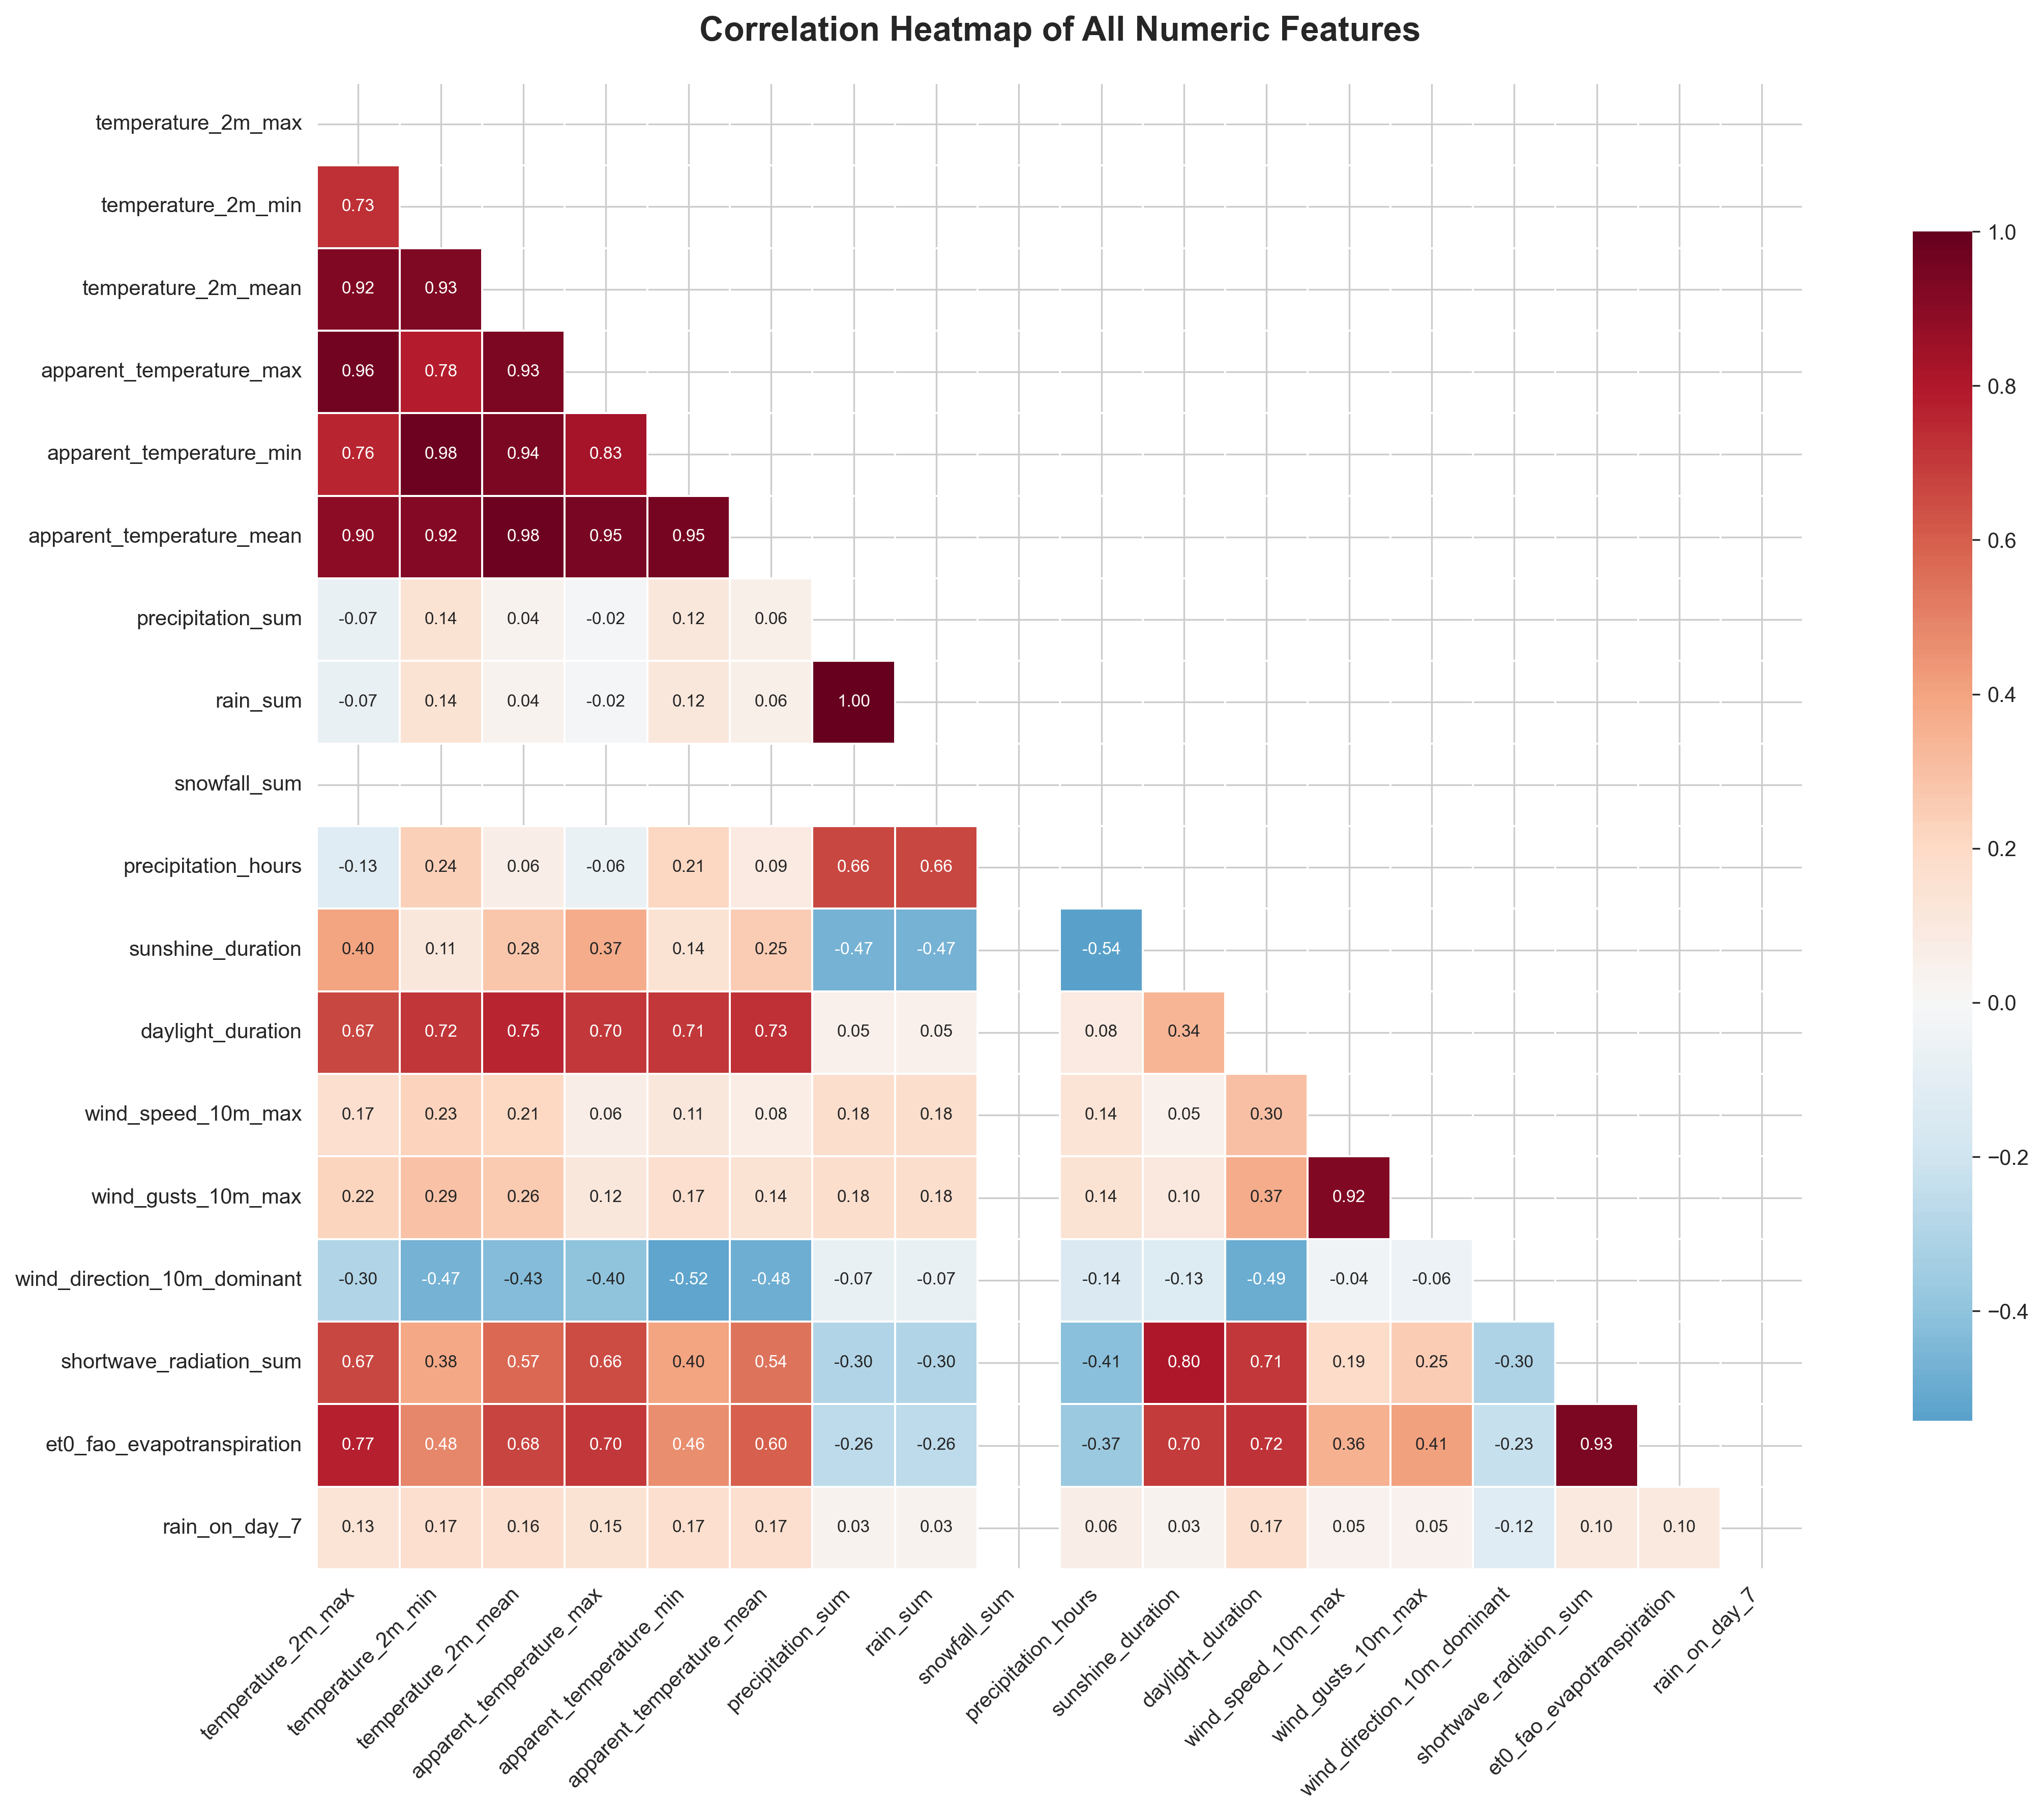 Correlation Heatmap of All Numeric Features
temperature_2m_max
temperature_2m_min 0.73
temperature_2m_mean 0.92 0.93
apparent_temperature_max 0.96 0.78 0.93
apparent_temperature_min 0.76 0.98 0.94 0.83
apparent_temperature_mean 0.90 0.92 0.98 0.95 0.95
precipitation_sum -0.07 0.14 0.04 -0.02 0.12 0.06
rain_sum -0.07 0.14 0.04 -0.02 0.12 0.06 1.00
snowfall_sum
precipitation_hours -0.13 0.24 0.06 -0.06 0.21 0.09 0.66 0.66
sunshine_duration 0.40 0.11 0.28 0.37 0.14 0.25 -0.47 -0.47 -0.54
daylight_duration 0.67 0.72 0.75 0.70 0.71 0.73 0.05 0.05 0.08 0.34
wind_speed_10m_max 0.17 0.23 0.21 0.06 0.11 0.08 0.18 0.18 0.14 0.05 0.30
wind_gusts_10m_max 0.22 0.29 0.26 0.12 0.17 0.14 0.18 0.18 0.14 0.10 0.37 0.92
wind_direction_10m_dominant -0.30 -0.47 -0.43 -0.40 -0.52 -0.48 -0.07 -0.07 -0.14 -0.13 -0.49 -0.04 -0.06
shortwave_radiation_sum 0.67 0.38 0.57 0.66 0.40 0.54 -0.30 -0.30 -0.41 0.80 0.71 0.19 0.25 -0.30
et0_fao_evapotranspiration 0.77 0.48 0.68 0.70 0.46 0.60 -0.26 -0.26 -0.37 0.70 0.72 0.36 0.41 -0.23 0.93
rain_on_day_7 0.13 0.17 0.16 0.15 0.17 0.17 0.03 0.03 0.06 0.03 0.17 0.05 0.05 -0.12 0.10 0.10
temperature_2m_max
temperature_2m_min
temperature_2m_mean
apparent_temperature_max
apparent_temperature_min
apparent_temperature_mean
precipitation_sum
rain_sum
snowfall_sum
precipitation_hours
sunshine_duration
daylight_duration
wind_speed_10m_max
wind_gusts_10m_max
wind_direction_10m_dominant
shortwave_radiation_sum
et0_fao_evapotranspiration
rain_on_day_7
1.0
0.8
0.6
0.4
0.2
0.0
−0.2
−0.4